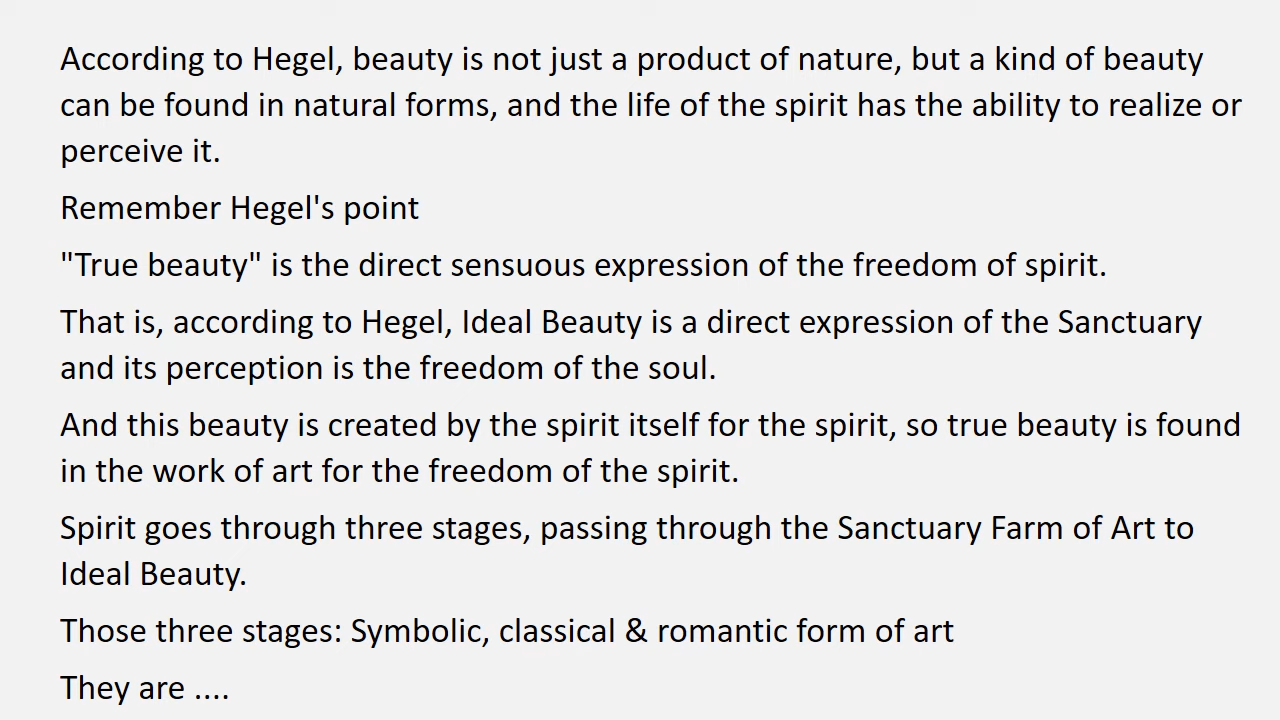 According to Hegel, beauty is not just a product of nature, but a kind of beauty
can be found in natural forms, and the life of the spirit has the ability to realize or
perceive it.
Remember Hegel's point
"True beauty" is the direct sensuous expression of the freedom of spirit.
That is, according to Hegel, Ideal Beauty is a direct expression of the Sanctuary
and its perception is the freedom of the soul.
And this beauty is created by the spirit itself for the spirit, so true beauty is found
in the work of art for the freedom of the spirit.
Spirit goes through three stages, passing through the Sanctuary Farm of Art to
Ideal Beauty.
Those three stages: Symbolic, classical & romantic form of art
They are ....